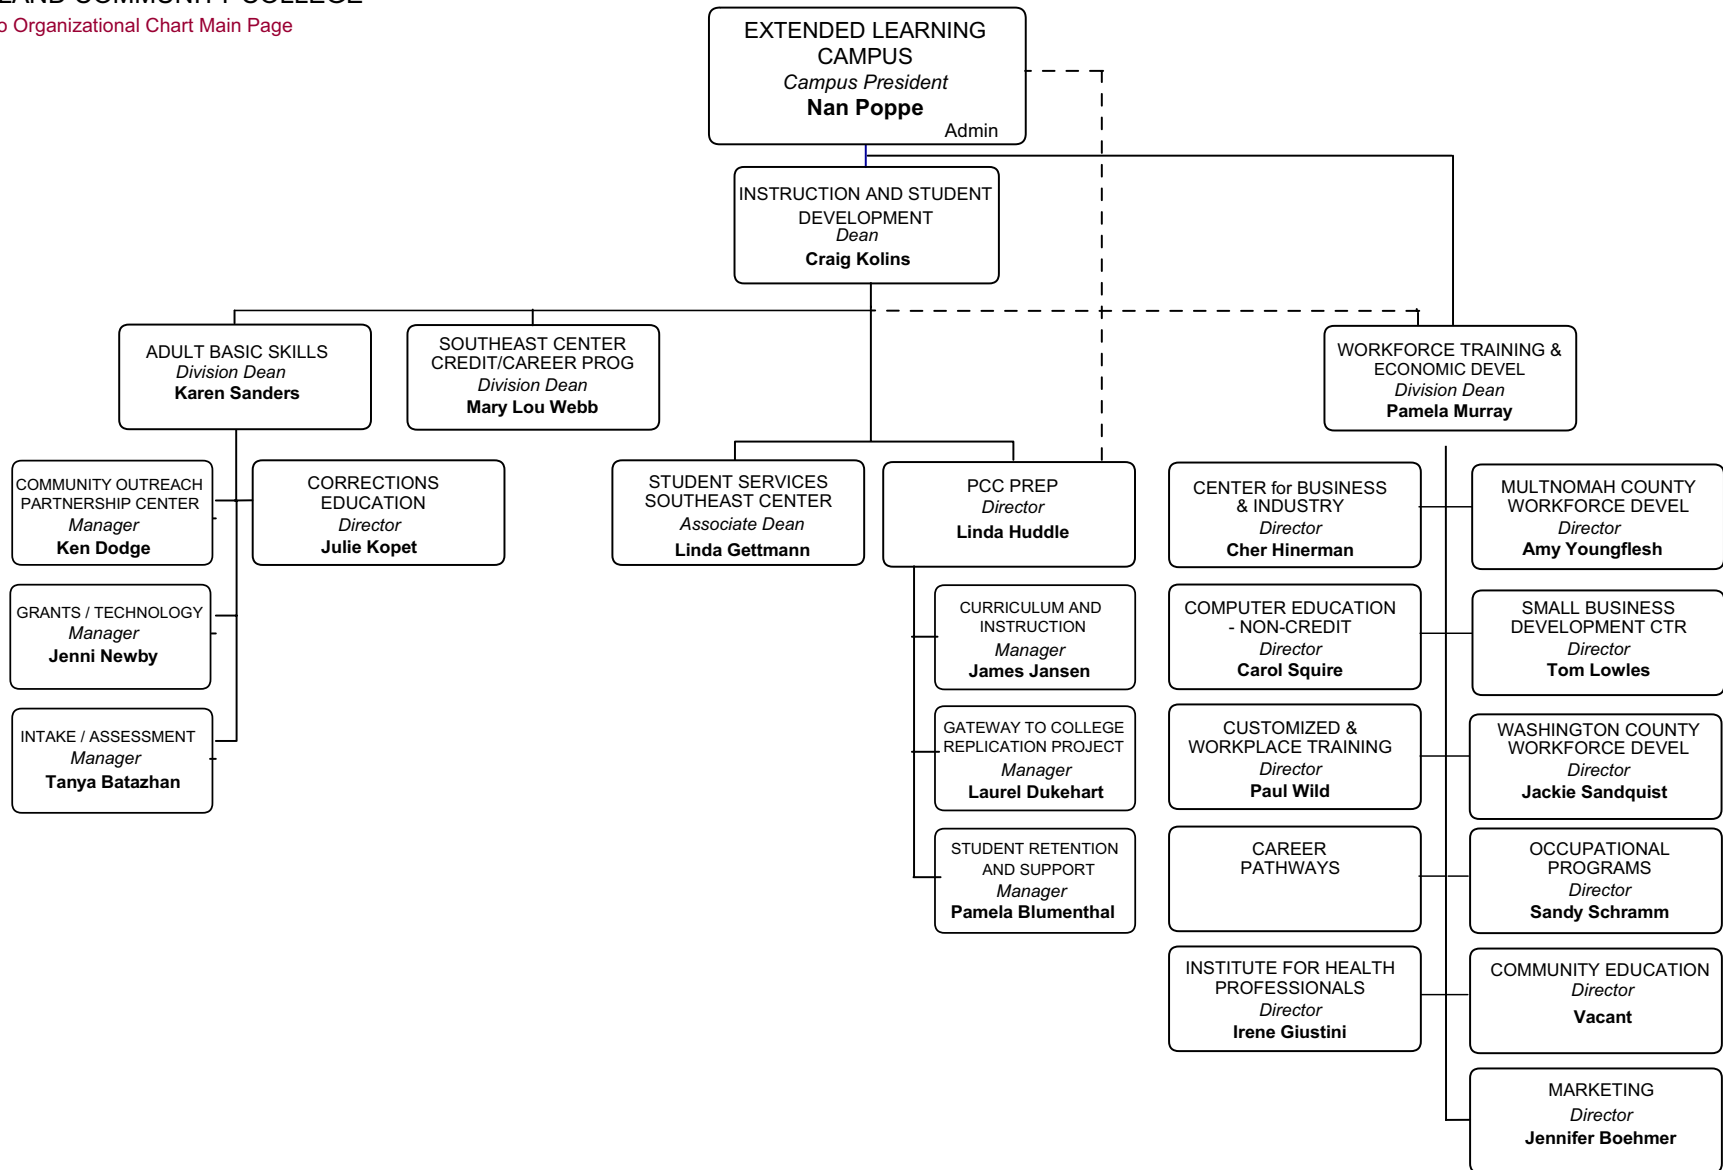 COMMUNITY COLLEGE
Organizational Chart Main Page
EXTENDED LEARNING
CAMPUS
Campus President
Nan Poppe
Admin
INSTRUCTION AND STUDENT
DEVELOPMENT
Dean
Craig Kolins
ADULT BASIC SKILLS
Division Dean
Karen Sanders
SOUTHEAST CENTER
CREDIT/CAREER PROG
Division Dean
Mary Lou Webb
WORKFORCE TRAINING &
ECONOMIC DEVEL
Division Dean
Pamela Murray
COMMUNITY OUTREACH
PARTNERSHIP CENTER
Manager
Ken Dodge
CORRECTIONS
EDUCATION
Director
Julie Kopet
STUDENT SERVICES
SOUTHEAST CENTER
Associate Dean
Linda Gettmann
PCC PREP
Director
Linda Huddle
CENTER for BUSINESS
& INDUSTRY
Director
Cher Hinerman
MULTNOMAH COUNTY
WORKFORCE DEVEL
Director
Amy Youngflesh
GRANTS / TECHNOLOGY
Manager
Jenni Newby
CURRICULUM AND
INSTRUCTION
Manager
James Jansen
COMPUTER EDUCATION
- NON-CREDIT
Director
Carol Squire
SMALL BUSINESS
DEVELOPMENT CTR
Director
Tom Lowles
INTAKE / ASSESSMENT
Manager
Tanya Batazhan
GATEWAY TO COLLEGE
REPLICATION PROJECT
Manager
Laurel Dukehart
CUSTOMIZED &
WORKPLACE TRAINING
Director
Paul Wild
WASHINGTON COUNTY
WORKFORCE DEVEL
Director
Jackie Sandquist
STUDENT RETENTION
AND SUPPORT
Manager
Pamela Blumenthal
CAREER
PATHWAYS
OCCUPATIONAL
PROGRAMS
Director
Sandy Schramm
INSTITUTE FOR HEALTH
PROFESSIONALS
Director
Irene Giustini
COMMUNITY EDUCATION
Director
Vacant
MARKETING
Director
Jennifer Boehmer